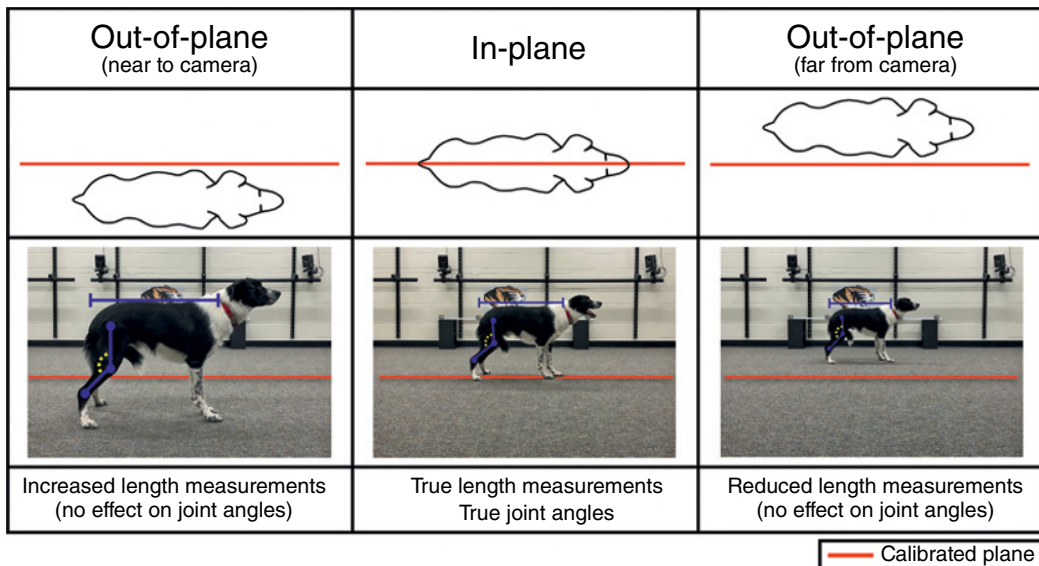 Out-of-plane
(near to camera)
In-plane
Out-of-plane
(far from camera)
Increased length measurements
(no effect on joint angles)
True length measurements
True joint angles
Reduced length measurements
(no effect on joint angles)
Calibrated plane